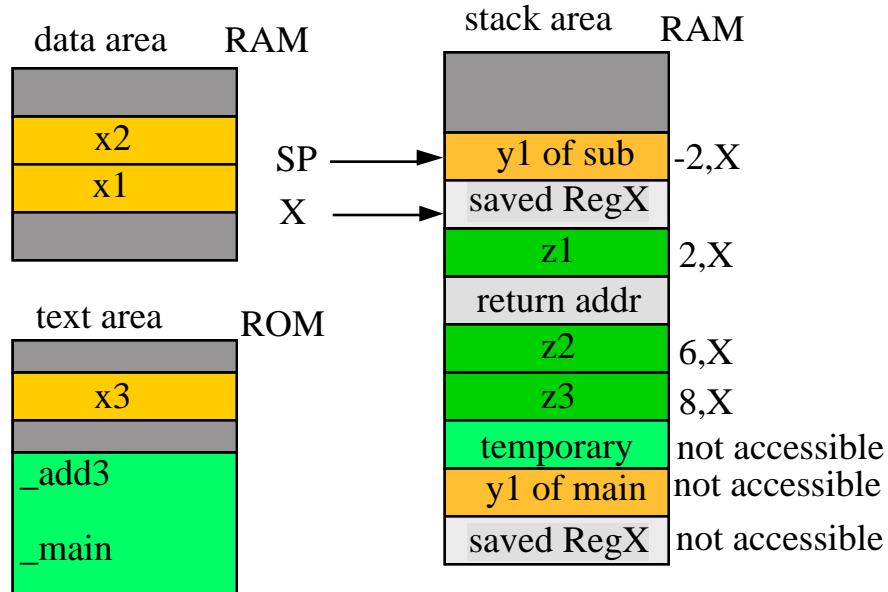 data area
RAM
x2
x1
text area
ROM
x3
_add3
_main
SP
X
stack area
RAM
y1 of sub
-2,X
saved RegX
z1
2,X
return addr
z2
6,X
z3
8,X
temporary
not accessible
y1 of main
not accessible
saved RegX
not accessible